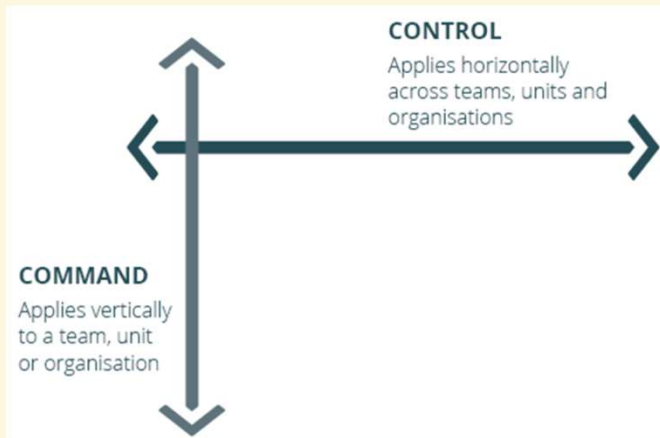 CONTROL
Applies horizontally
across teams, units and
organisations
COMMAND
Applies vertically
to a team, unit
or organisation